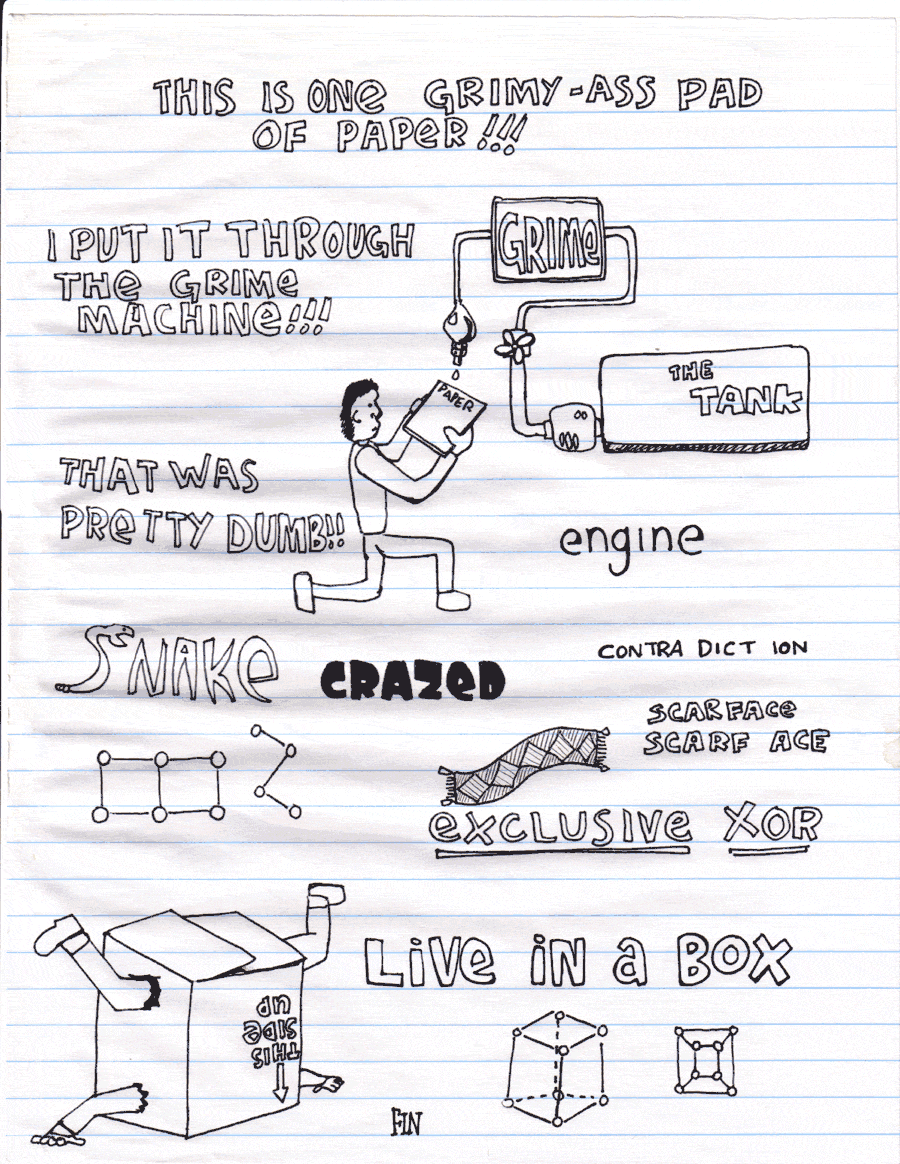 THIS IS ONe GRIMY-ASS PAD
OF PAPeR!!!
I PUT IT THROUGH
THe GRIMe
MACHINe!!!
GRIMe
PAPeR
THe
TANK
THAT WAS
PReTTY DUMB!!
engine
SNAKe
CRAZeD
CONTRA DICT ION
SCARFACe
SCARF ACE
eXCLUSIVe XOR
LiVe iN a BOX
THIS
SIDe
UP
FIN